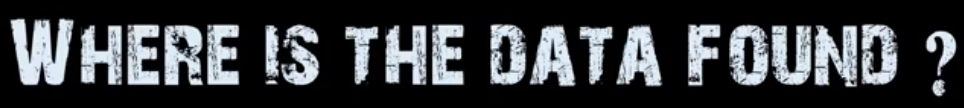 WHERE IS THE DATA FOUND ?